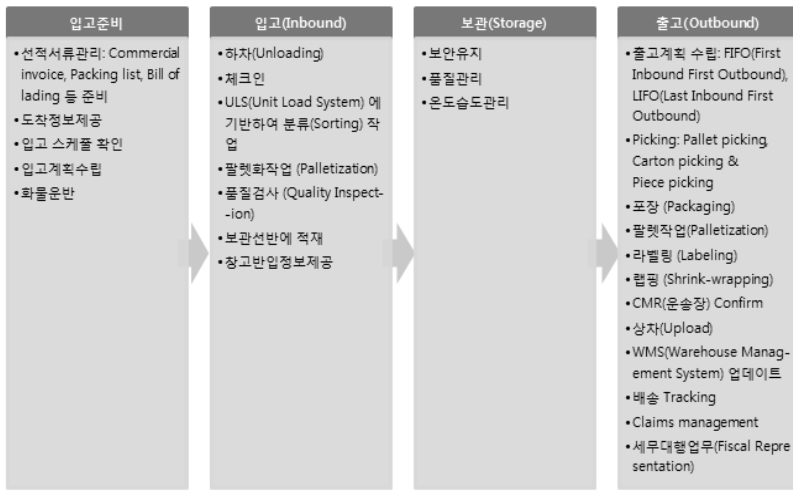 입고준비
•선적서류관리: Commercial
invoice, Packing list, Bill of
lading 등 준비
•도착정보제공
•입고 스케쥴 확인
•입고계획수립
•화물운반
입고(Inbound)
•하차(Unloading)
•체크인
•ULS(Unit Load System) 에
기반하여 분류(Sorting) 작
업
•팔렛화작업 (Palletization)
•품질검사 (Quality Inspect-
-ion)
•보관선반에 적재
•창고반입정보제공
보관(Storage)
•보안유지
•품질관리
•온도습도관리
출고(Outbound)
•출고계획 수립: FIFO(First
Inbound First Outbound),
LIFO(Last Inbound First
Outbound)
•Picking: Pallet picking,
Carton picking &
Piece picking
•포장 (Packaging)
•팔렛작업(Palletization)
•라벨링 (Labeling)
•랩핑 (Shrink-wrapping)
•CMR(운송장) Confirm
•상차(Upload)
•WMS(Warehouse Manag-
ement System) 업데이트
•배송 Tracking
•Claims management
•세무대행업무(Fiscal Repre
sentation)